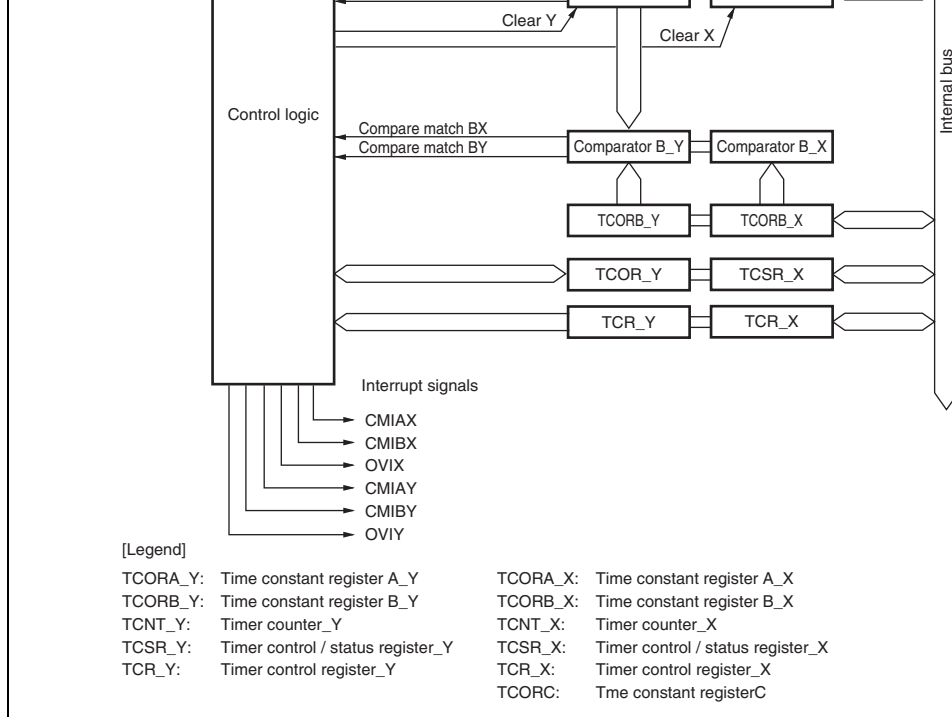 Clear Y
Clear X
Internal bus
Control logic
Compare match BX
Compare match BY
Comparator B_Y
Comparator B_X
TCORB_Y
TCORB_X
TCOR_Y
TCSR_X
TCR_Y
TCR_X
Interrupt signals
CMIAX
CMIBX
OVIX
CMIAY
CMIBY
OVIY
[Legend]
TCORA_Y: Time constant register A_Y
TCORB_Y: Time constant register B_Y
TCNT_Y: Timer counter_Y
TCSR_Y: Timer control / status register_Y
TCR_Y: Timer control register_Y
TCORA_X: Time constant register A_X
TCORB_X: Time constant register B_X
TCNT_X: Timer counter_X
TCSR_X: Timer control / status register_X
TCR_X: Timer control register_X
TCORC: Tme constant registerC